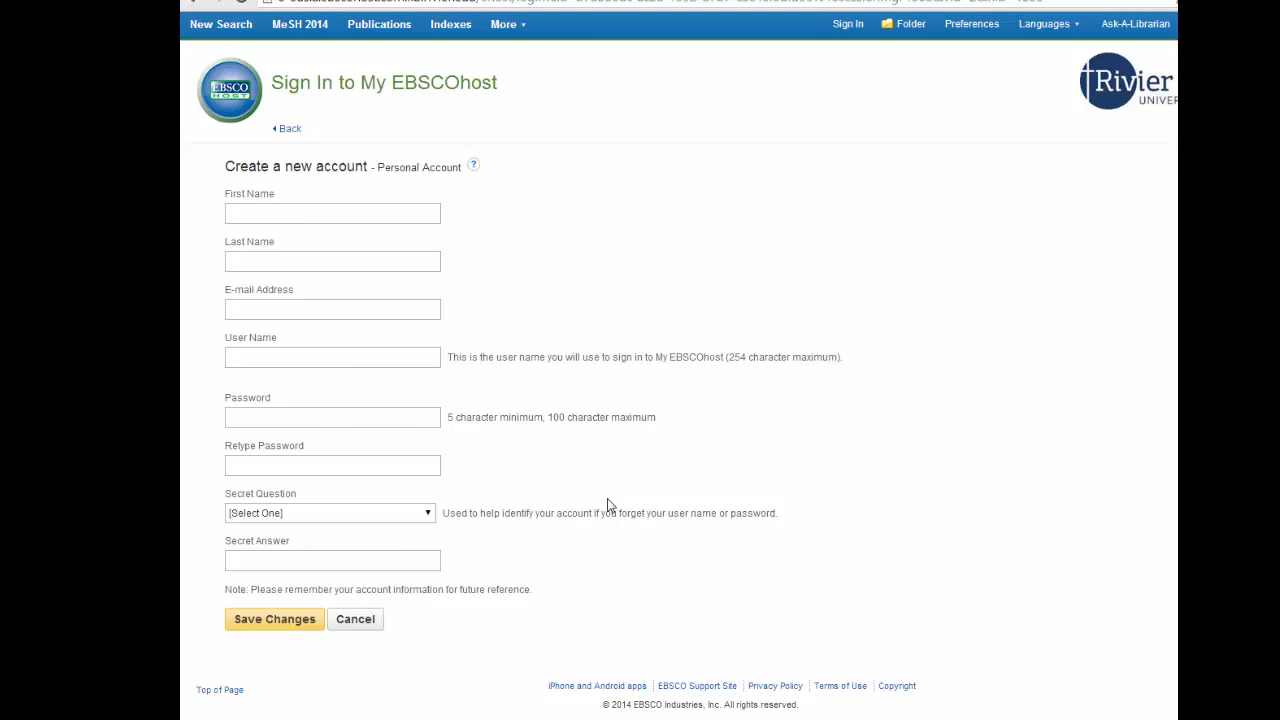 New Search MeSH 2014 Publications Indexes More Sign In Folder Preferences Languages Ask-A-Librarian
EBSCO
HOST
Sign In to My EBSCOhost
Rivier
UNIVER
Back
Create a new account - Personal Account ?
First Name
Last Name
E-mail Address
User Name
This is the user name you will use to sign in to My EBSCOhost (254 character maximum).
Password
5 character minimum, 100 character maximum
Retype Password
Secret Question
[Select One] Used to help identify your account if you forget your user name or password.
Secret Answer
Note: Please remember your account information for future reference.
Save Changes Cancel
Top of Page
iPhone and Android apps EBSCO Support Site Privacy Policy Terms of Use Copyright
© 2014 EBSCO Industries, Inc. All rights reserved.